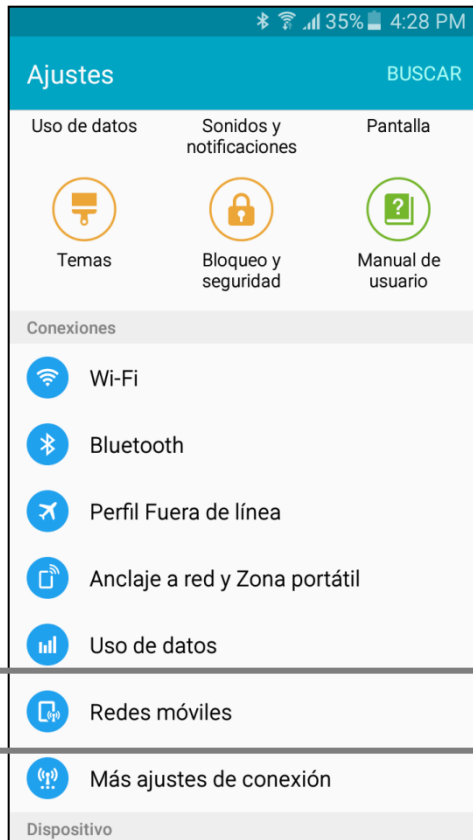 35% 4:28 PM
Ajustes BUSCAR
Uso de datos Sonidos y notificaciones Pantalla
Temas Bloqueo y seguridad Manual de usuario
Conexiones
Wi-Fi
Bluetooth
Perfil Fuera de línea
Anclaje a red y Zona portátil
Uso de datos
Redes móviles
Más ajustes de conexión
Dispositivo